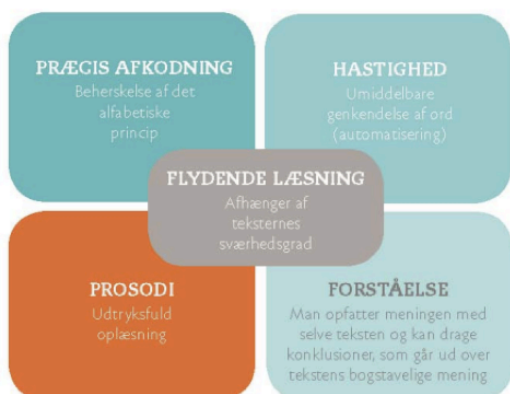 PRÆCIS AFKODNING
Beherskelse af det
alfabetiske
princip
HASTIGHED
Umiddelbare
genkendelse af ord
(automatisering)
FLYDENDE LÆSNING
Afhænger af
teksternes
sværhedsgrad
PROSODI
Udtryksfuld
oplæsning
FORSTÅELSE
Man opfatter meningen med
selve teksten og kan drage
konklusioner, som går ud over
tekstens bogstavelige mening